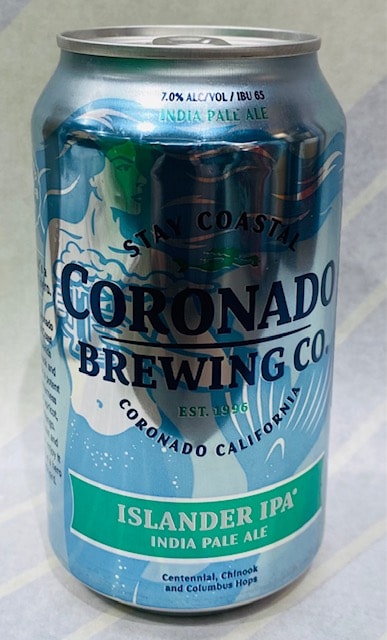 7.0% ALC/VOL / IBU 65
INDIA PALE ALE
STAY COASTAL
CORONADO
BREWING CO.
EST. 1996
CORONADO CALIFORNIA
ISLANDER IPA®
INDIA PALE ALE
Centennial, Chinook
and Columbus Hops